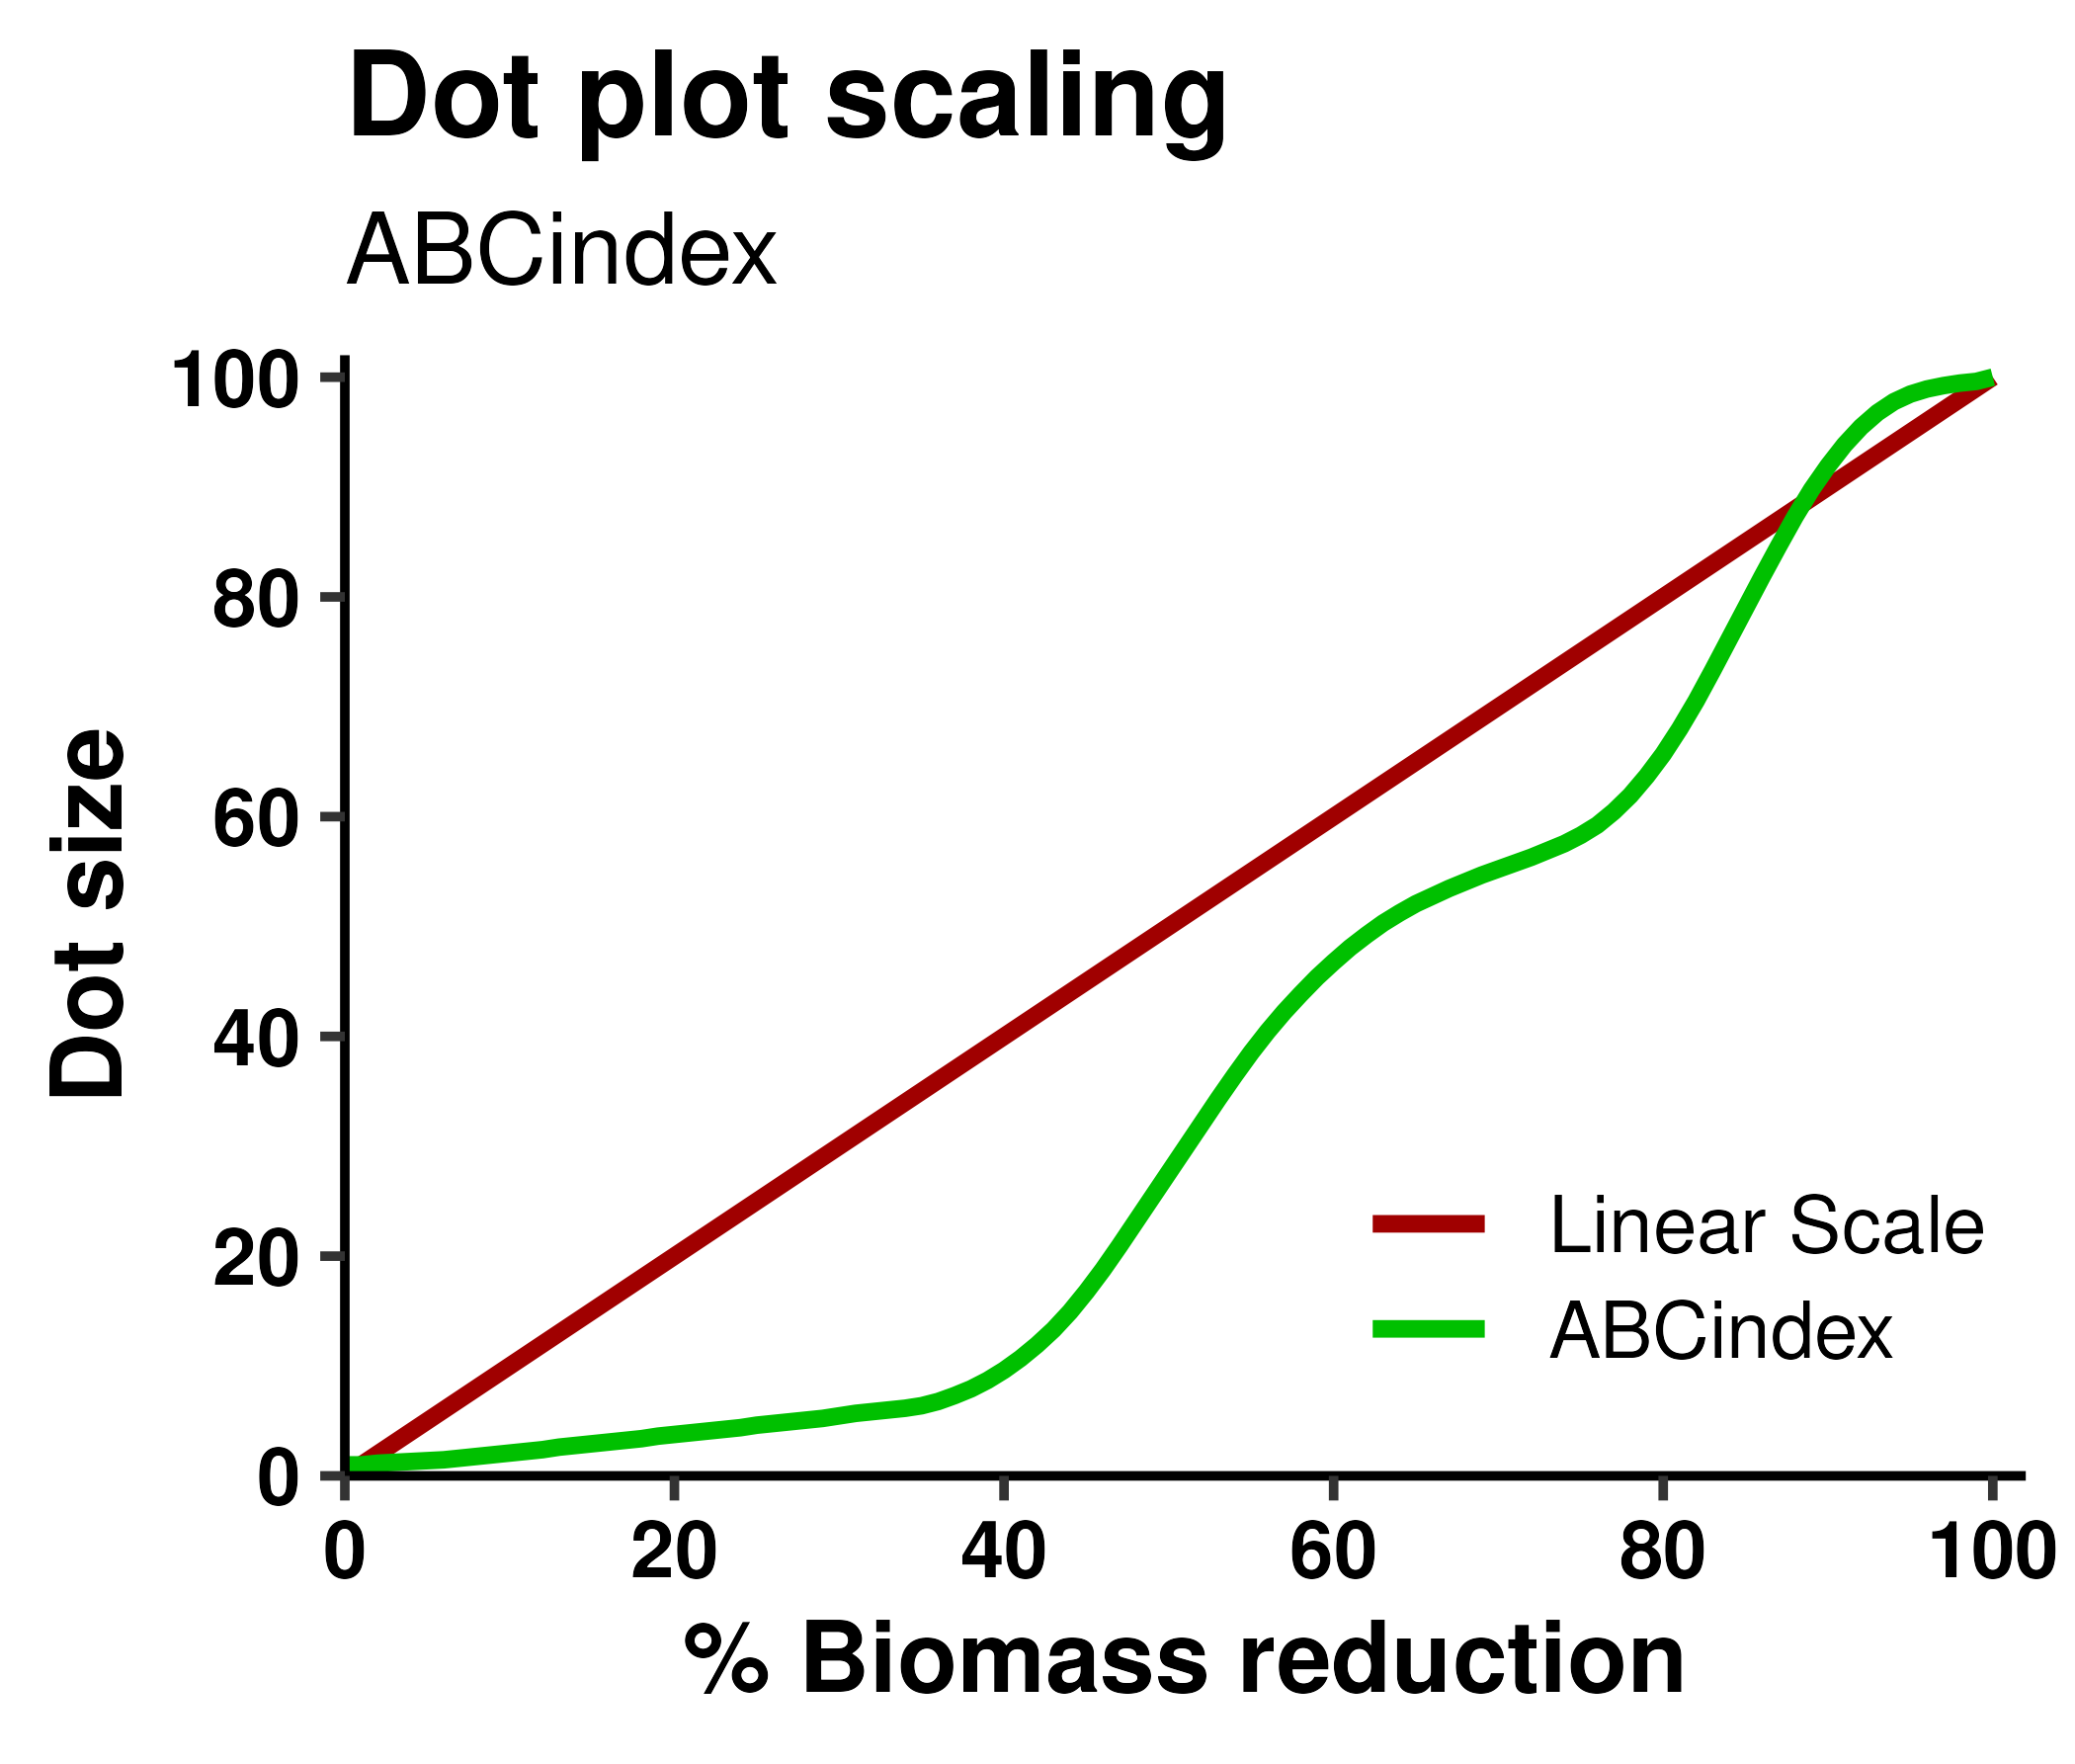 Dot plot scaling
ABCindex
100
80
60
40
20
0
Dot size
Linear Scale
ABCindex
0 20 40 60 80 100
% Biomass reduction